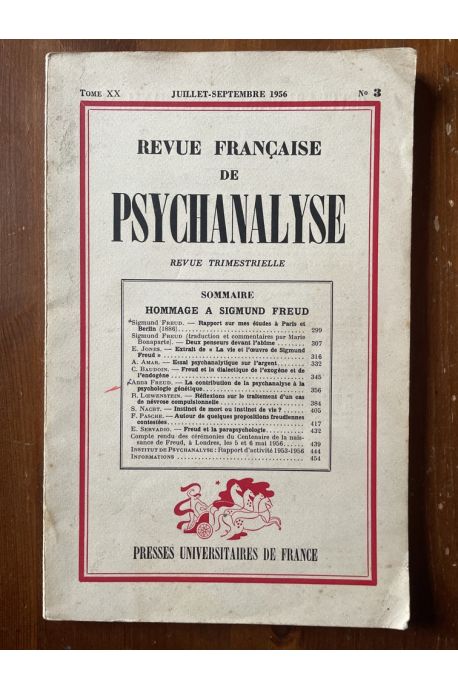 TOME XX JUILLET-SEPTEMBRE 1956 No 3
REVUE FRANÇAISE
DE
PSYCHANALYSE
REVUE TRIMESTRIELLE
SOMMAIRE
HOMMAGE A SIGMUND FREUD
Sigmund FREUD. — Rapport sur mes études à Paris et
Berlin (1886) 299
Sigmund FREUD (traduction et commentaires par Marie
Bonaparte). — Deux penseurs devant l'abîme 307
E. JONES. — Extrait de « La vie et l'œuvre de Sigmund
Freud » 316
A. AMAR. — Essai psychanalytique sur l'argent 332
C. BAUDOIN. — Freud et la dialectique de l'exogène et de
l'endogène 345
Anna FREUD. — La contribution de la psychanalyse à la
psychologie génétique 356
R. LŒWENSTEIN. — Réflexions sur le traitement d'un cas
de névrose compulsionnelle 384
S. NACHT. — Instinct de mort ou instinct de vie ? 405
F. PASCHE. — Autour de quelques propositions freudiennes
contestées 417
E. SERVADIO. — Freud et la parapsychologie 432
Compte rendu des cérémonies du Centenaire de la nais-
sance de Freud, à Londres, les 5 et 6 mai 1956 439
INSTITUT DE PSYCHANALYSE : Rapport d'activité 1953-1956 444
INFORMATIONS 454
PRESSES UNIVERSITAIRES DE FRANCE